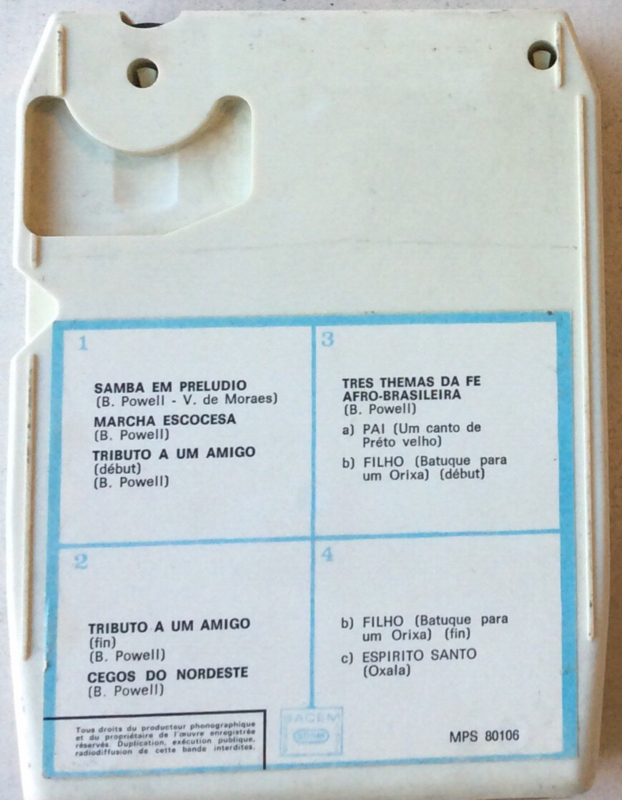 1
SAMBA EM PRELUDIO
(B. Powell - V. de Moraes)
MARCHA ESCOCESA
(B. Powell)
TRIBUTO A UM AMIGO
(début)
(B. Powell)
2
TRIBUTO A UM AMIGO
(fin)
(B. Powell)
CEGOS DO NORDESTE
(B. Powell)
3
TRES THEMAS DA FE
AFRO-BRASILEIRA
(B. Powell)
a) PAI (Um canto de
Préto velho)
b) FILHO (Batuque para
um Orixa) (début)
4
b) FILHO (Batuque para
um Orixa) (fin)
c) ESPIRITO SANTO
(Oxala)
Tous droits du producteur phonographique
et du propriétaire de l'œuvre enregistrée
réservés. Duplication, exécution publique,
radiodiffusion de cette bande interdites.
SACEM
MPS 80106